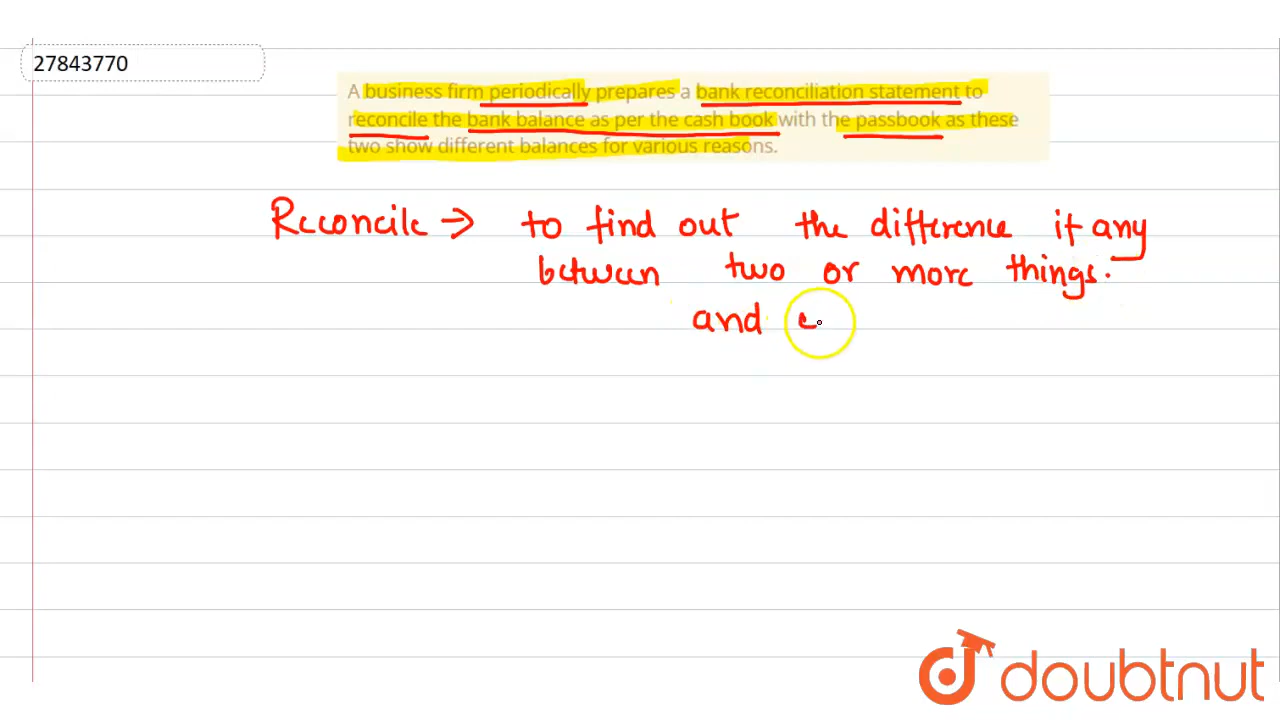 27843770
A business firm periodically prepares a bank reconciliation statement to
reconcile the bank balance as per the cash book with the passbook as these
two show different balances for various reasons.
Reconcile → to find out the difference if any
between two or more things.
and
doubtnut